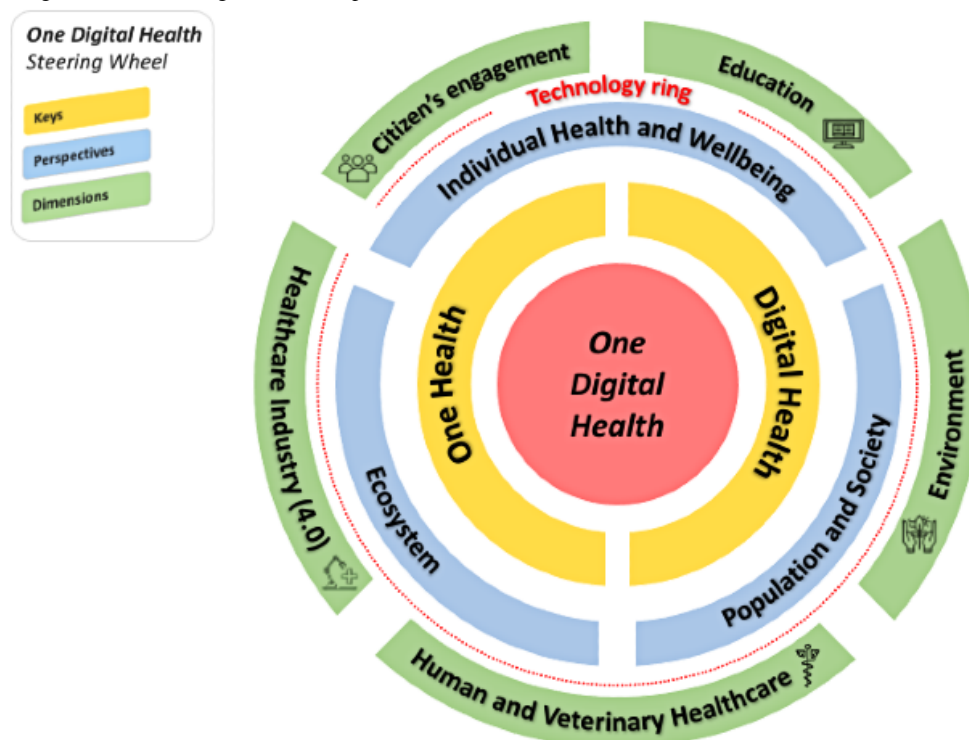 One Digital Health
Steering Wheel
Keys
Perspectives
Dimensions
Citizen's engagement
Education
Technology ring
Individual Health and Wellbeing
One Health
Digital Health
One
Digital
Health
Healthcare Industry (4.0)
Ecosystem
Population and Society
Environment
Human and Veterinary Healthcare